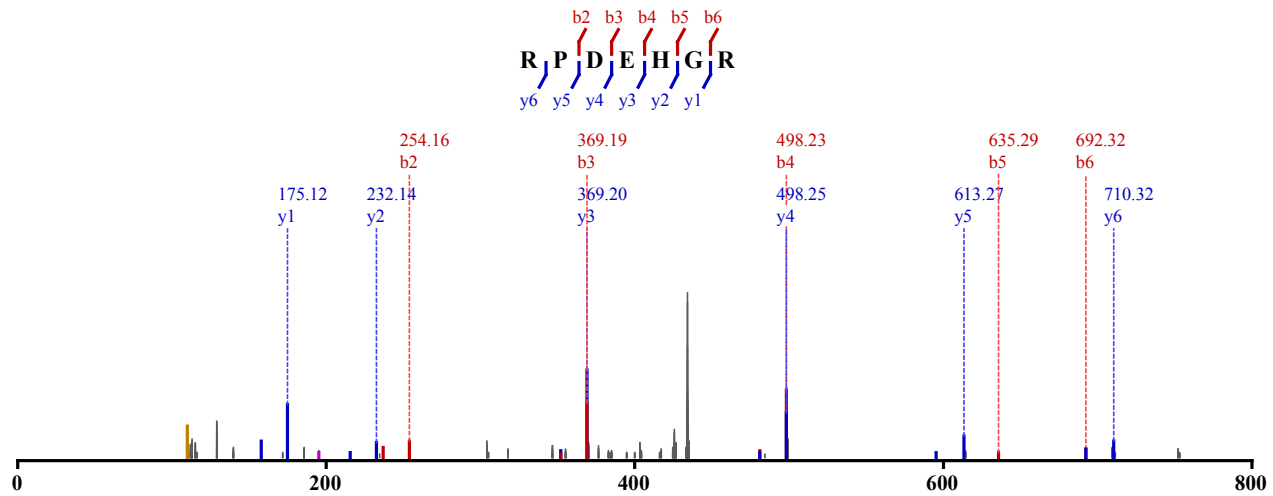 b2 b3 b4 b5 b6
R P D E H G R
y6 y5 y4 y3 y2 y1
254.16 369.19 498.23 635.29 692.32
b2 b3 b4 b5 b6
175.12 232.14 369.20 498.25 613.27 710.32
y1 y2 y3 y4 y5 y6
0 200 400 600 800